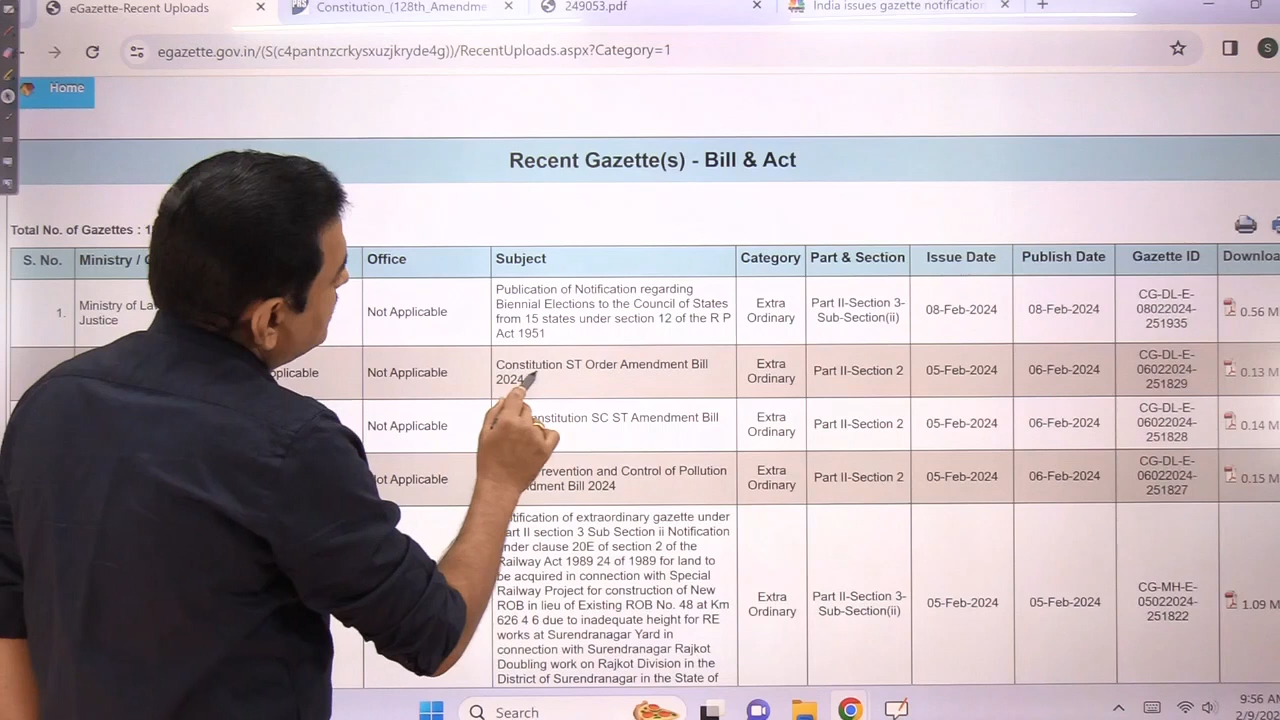 eGazette-Recent Uploads
Constitution_(128th_Amendme
249053.pdf
India issues gazette notification
egazette.gov.in/(S(c4pantnzcrkysxuzjkryde4g))/RecentUploads.aspx?Category=1
S
Home
Recent Gazette(s) - Bill & Act
Total No. of Gazettes :
S. No.
Ministry /
Office
Subject
Category
Part & Section
Issue Date
Publish Date
Gazette ID
Downloa
1.
Ministry of La
Justice
Not Applicable
Publication of Notification regarding
Biennial Elections to the Council of States
from 15 states under section 12 of the R P
Act 1951
Extra
Ordinary
Part II-Section 3-
Sub-Section(ii)
08-Feb-2024
08-Feb-2024
CG-DL-E-
08022024-
251935
0.56 M
plicable
Not Applicable
Constitution ST Order Amendment Bill
2024
Extra
Ordinary
Part II-Section 2
05-Feb-2024
06-Feb-2024
CG-DL-E-
06022024-
251829
0.13 M
Not Applicable
nstitution SC ST Amendment Bill
Extra
Ordinary
Part II-Section 2
05-Feb-2024
06-Feb-2024
CG-DL-E-
06022024-
251828
0.14 M
ot Applicable
revention and Control of Pollution
dment Bill 2024
Extra
Ordinary
Part II-Section 2
05-Feb-2024
06-Feb-2024
CG-DL-E-
06022024-
251827
0.15 M
tification of extraordinary gazette under
art II section 3 Sub Section ii Notification
nder clause 20E of section 2 of the
Railway Act 1989 24 of 1989 for land to
be acquired in connection with Special
Railway Project for construction of New
ROB in lieu of Existing ROB No. 48 at Km
626 4 6 due to inadequate height for RE
works at Surendranagar Yard in
connection with Surendranagar Rajkot
Doubling work on Rajkot Division in the
District of Surendranagar in the State of
Extra
Ordinary
Part II-Section 3-
Sub-Section(ii)
05-Feb-2024
05-Feb-2024
CG-MH-E-
05022024-
251822
1.09 M
Search
9:56 A
2/9/202